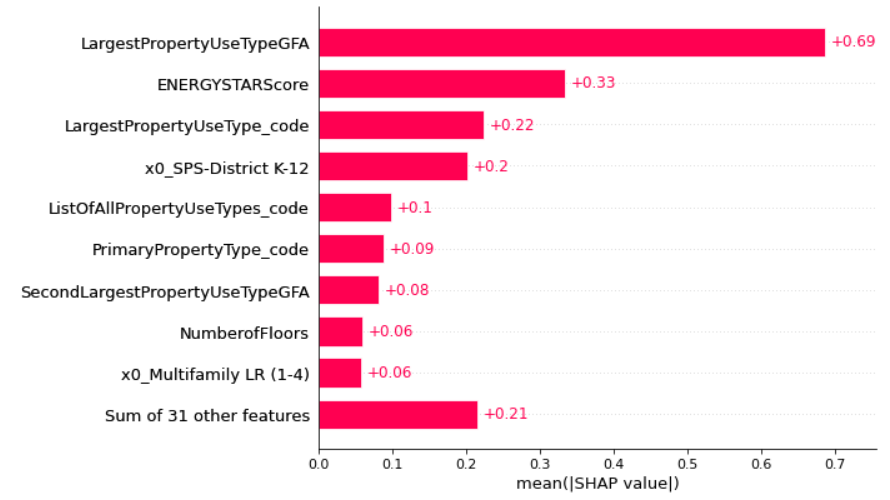 LargestPropertyUseTypeGFA +0.69
ENERGYSTARScore +0.33
LargestPropertyUseType_code +0.22
x0_SPS-District K-12 +0.2
ListOfAllPropertyUseTypes_code +0.1
PrimaryPropertyType_code +0.09
SecondLargestPropertyUseTypeGFA +0.08
NumberofFloors +0.06
x0_Multifamily LR (1-4) +0.06
Sum of 31 other features +0.21
0.0 0.1 0.2 0.3 0.4 0.5 0.6 0.7
mean(|SHAP value|)